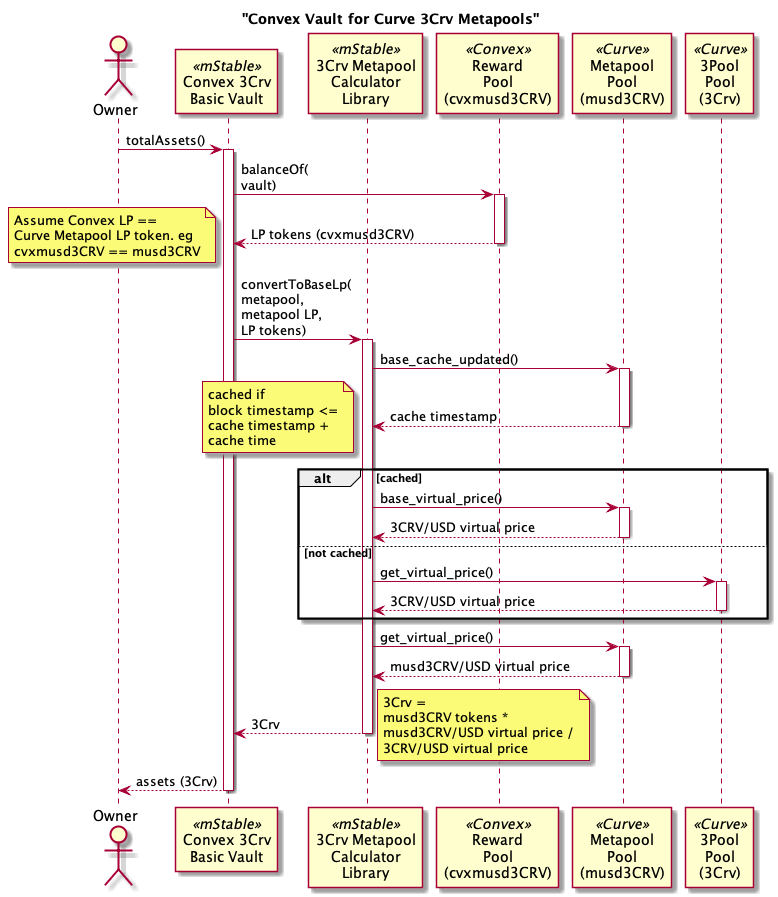 "Convex Vault for Curve 3Crv Metapools"
Owner
«mStable»
Convex 3Crv
Basic Vault
«mStable»
3Crv Metapool
Calculator
Library
«Convex»
Reward
Pool
(cvxmusd3CRV)
«Curve»
Metapool
Pool
(musd3CRV)
«Curve»
3Pool
Pool
(3Crv)
totalAssets()
balanceOf(
vault)
Assume Convex LP ==
Curve Metapool LP token. eg
cvxmusd3CRV == musd3CRV
LP tokens (cvxmusd3CRV)
convertToBaseLp(
metapool,
metapool LP,
LP tokens)
base_cache_updated()
cached if
block timestamp <=
cache timestamp +
cache time
cache timestamp
alt
[cached]
base_virtual_price()
3CRV/USD virtual price
[not cached]
get_virtual_price()
3CRV/USD virtual price
get_virtual_price()
musd3CRV/USD virtual price
3Crv =
musd3CRV tokens *
musd3CRV/USD virtual price /
3CRV/USD virtual price
3Crv
assets (3Crv)
Owner
«mStable»
Convex 3Crv
Basic Vault
«mStable»
3Crv Metapool
Calculator
Library
«Convex»
Reward
Pool
(cvxmusd3CRV)
«Curve»
Metapool
Pool
(musd3CRV)
«Curve»
3Pool
Pool
(3Crv)